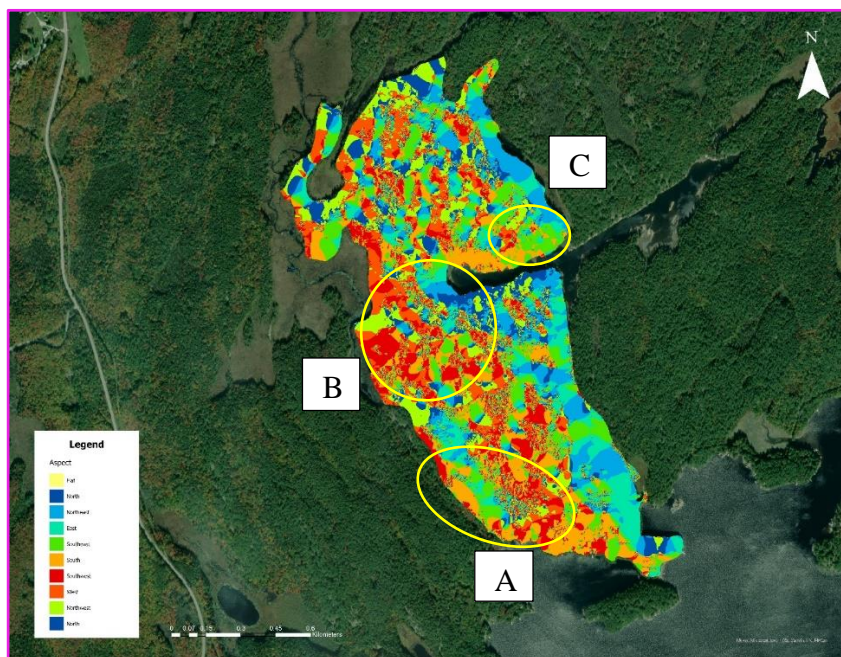 N
C
B
Legend
Aspect
Flat
North
Northeast
East
Southeast
South
Southwest
West
Northwest
North
A
0 0.07 0.15 0.3 0.45 0.6
Kilometers